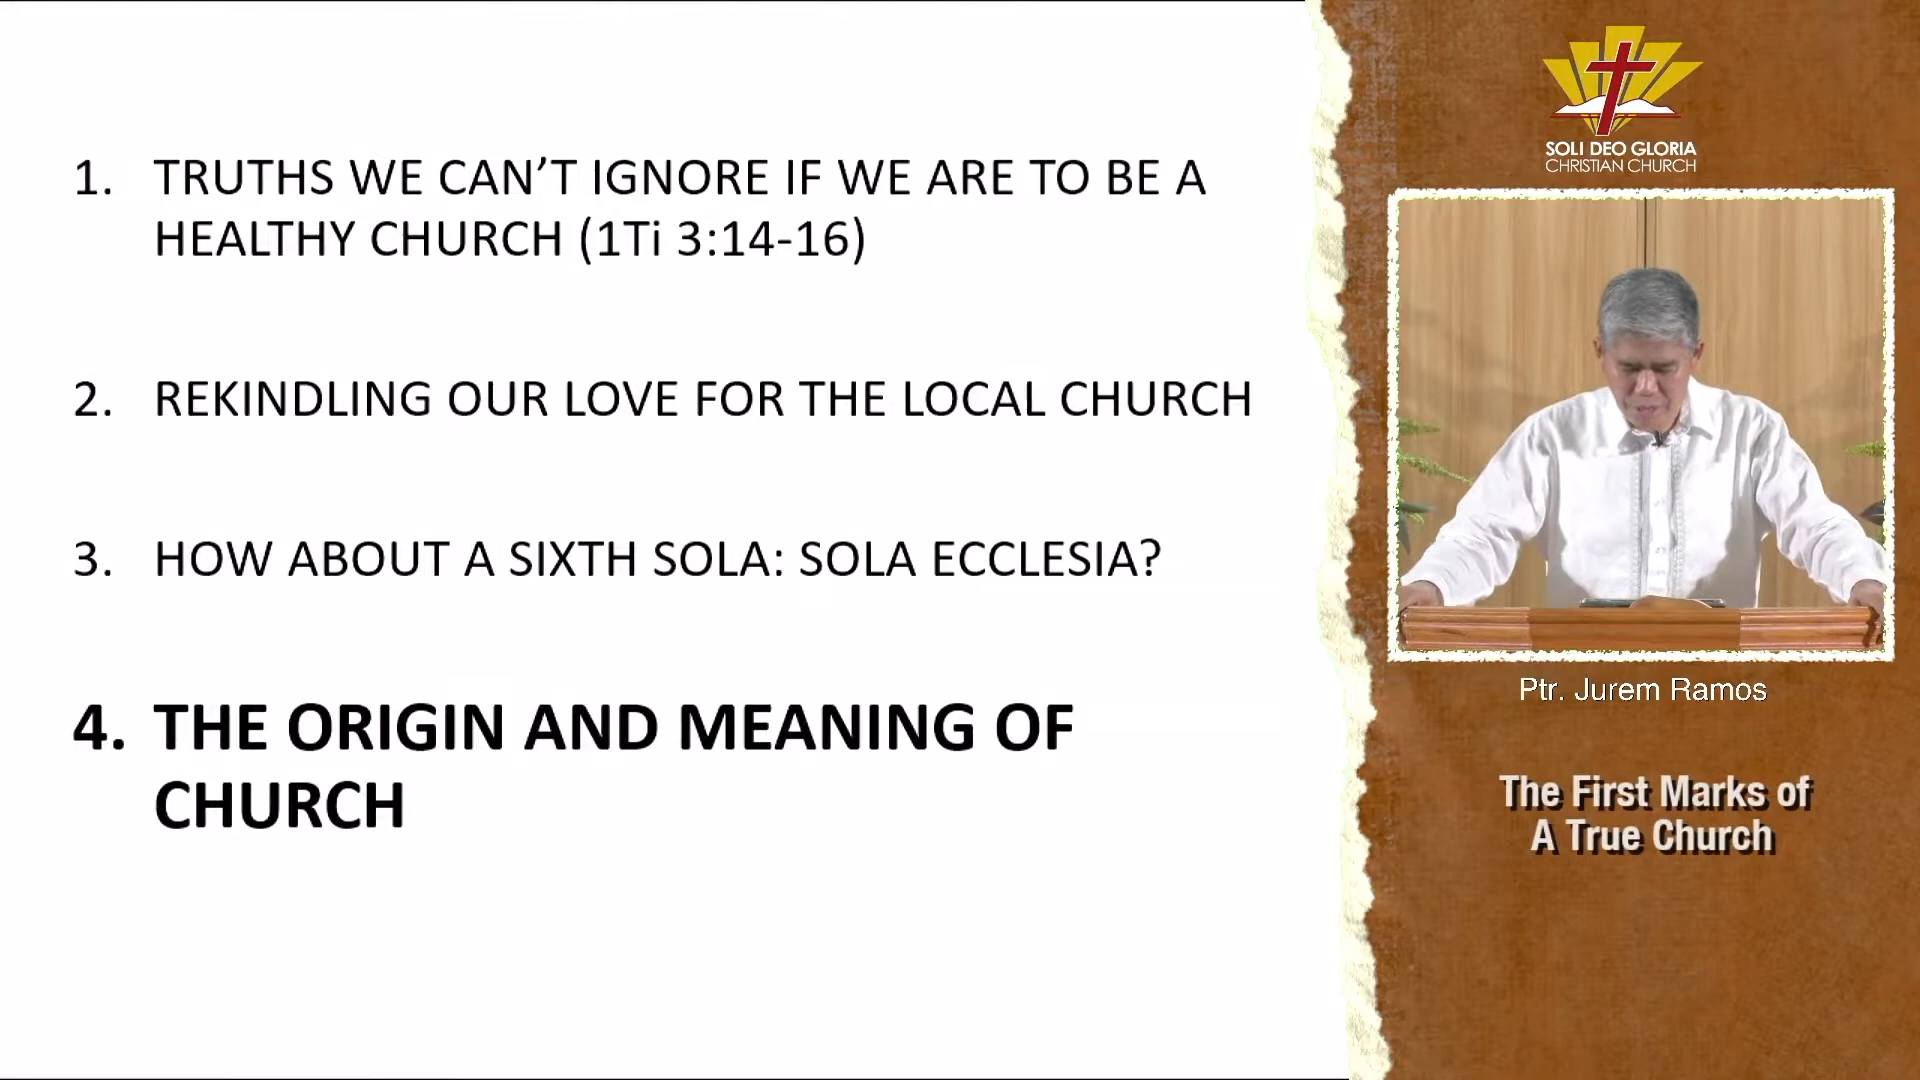 1. TRUTHS WE CAN’T IGNORE IF WE ARE TO BE A
HEALTHY CHURCH (1Ti 3:14-16)
2. REKINDLING OUR LOVE FOR THE LOCAL CHURCH
3. HOW ABOUT A SIXTH SOLA: SOLA ECCLESIA?
4. THE ORIGIN AND MEANING OF
CHURCH
SOLI DEO GLORIA
CHRISTIAN CHURCH
Ptr. Jurem Ramos
The First Marks of
A True Church